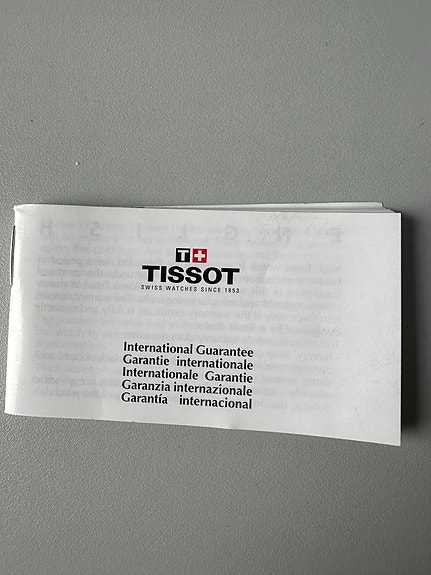 T+
TISSOT
SWISS WATCHES SINCE 1853
International Guarantee
Garantie internationale
Internationale Garantie
Garanzia internazionale
Garantía internacional